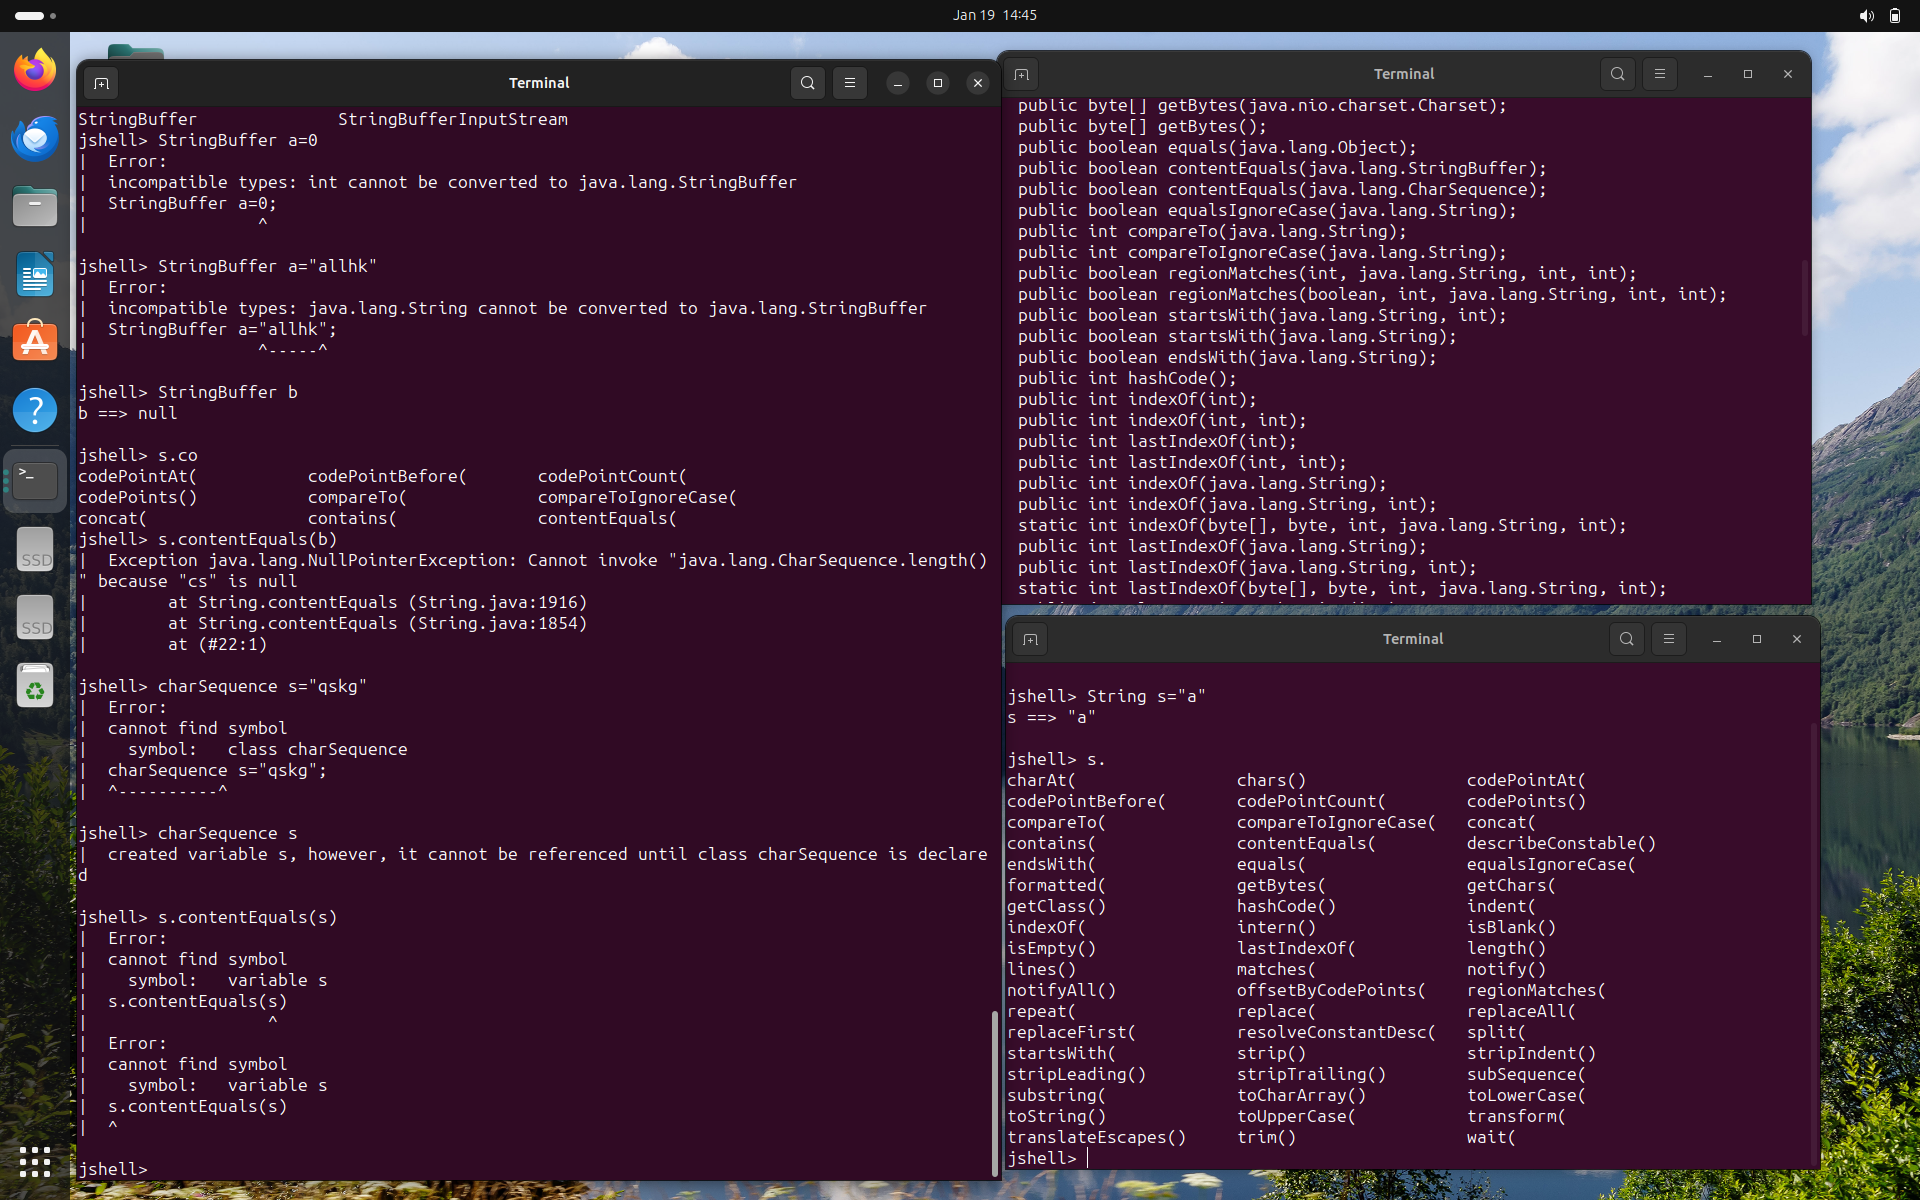 Jan 19 14:45
Terminal
StringBuffer StringBufferInputStream
jshell> StringBuffer a=0
| Error:
| incompatible types: int cannot be converted to java.lang.StringBuffer
| StringBuffer a=0;
| ^
jshell> StringBuffer a="allhk"
| Error:
| incompatible types: java.lang.String cannot be converted to java.lang.StringBuffer
| StringBuffer a="allhk";
| ^-----^
jshell> StringBuffer b
b ==> null
jshell> s.co
codePointAt( codePointBefore( codePointCount(
codePoints() compareTo( compareToIgnoreCase(
concat( contains( contentEquals(
jshell> s.contentEquals(b)
| Exception java.lang.NullPointerException: Cannot invoke "java.lang.CharSequence.length()
" because "cs" is null
| at String.contentEquals (String.java:1916)
| at String.contentEquals (String.java:1854)
| at (#22:1)
jshell> charSequence s="qskg"
| Error:
| cannot find symbol
| symbol: class charSequence
| charSequence s="qskg";
| ^----------^
jshell> charSequence s
| created variable s, however, it cannot be referenced until class charSequence is declare
d
jshell> s.contentEquals(s)
| Error:
| cannot find symbol
| symbol: variable s
| s.contentEquals(s)
| ^
| Error:
| cannot find symbol
| symbol: variable s
| s.contentEquals(s)
| ^
jshell>
Terminal
public byte[] getBytes(java.nio.charset.Charset);
public byte[] getBytes();
public boolean equals(java.lang.Object);
public boolean contentEquals(java.lang.StringBuffer);
public boolean contentEquals(java.lang.CharSequence);
public boolean equalsIgnoreCase(java.lang.String);
public int compareTo(java.lang.String);
public int compareToIgnoreCase(java.lang.String);
public boolean regionMatches(int, java.lang.String, int, int);
public boolean regionMatches(boolean, int, java.lang.String, int, int);
public boolean startsWith(java.lang.String, int);
public boolean startsWith(java.lang.String);
public boolean endsWith(java.lang.String);
public int hashCode();
public int indexOf(int);
public int indexOf(int, int);
public int lastIndexOf(int);
public int lastIndexOf(int, int);
public int indexOf(java.lang.String);
public int indexOf(java.lang.String, int);
static int indexOf(byte[], byte, int, java.lang.String, int);
public int lastIndexOf(java.lang.String);
public int lastIndexOf(java.lang.String, int);
static int lastIndexOf(byte[], byte, int, java.lang.String, int);
Terminal
jshell> String s="a"
s ==> "a"
jshell> s.
charAt( chars() codePointAt(
codePointBefore( codePointCount( codePoints()
compareTo( compareToIgnoreCase( concat(
contains( contentEquals( describeConstable()
endsWith( equals( equalsIgnoreCase(
formatted( getBytes( getChars(
getClass() hashCode() indent(
indexOf( intern() isBlank()
isEmpty() lastIndexOf( length()
lines() matches( notify()
notifyAll() offsetByCodePoints( regionMatches(
repeat( replace( replaceAll(
replaceFirst( resolveConstantDesc( split(
startsWith( strip() stripIndent()
stripLeading() stripTrailing() subSequence(
substring( toCharArray() toLowerCase(
toString() toUpperCase( transform(
translateEscapes() trim() wait(
jshell>
SSD
SSD